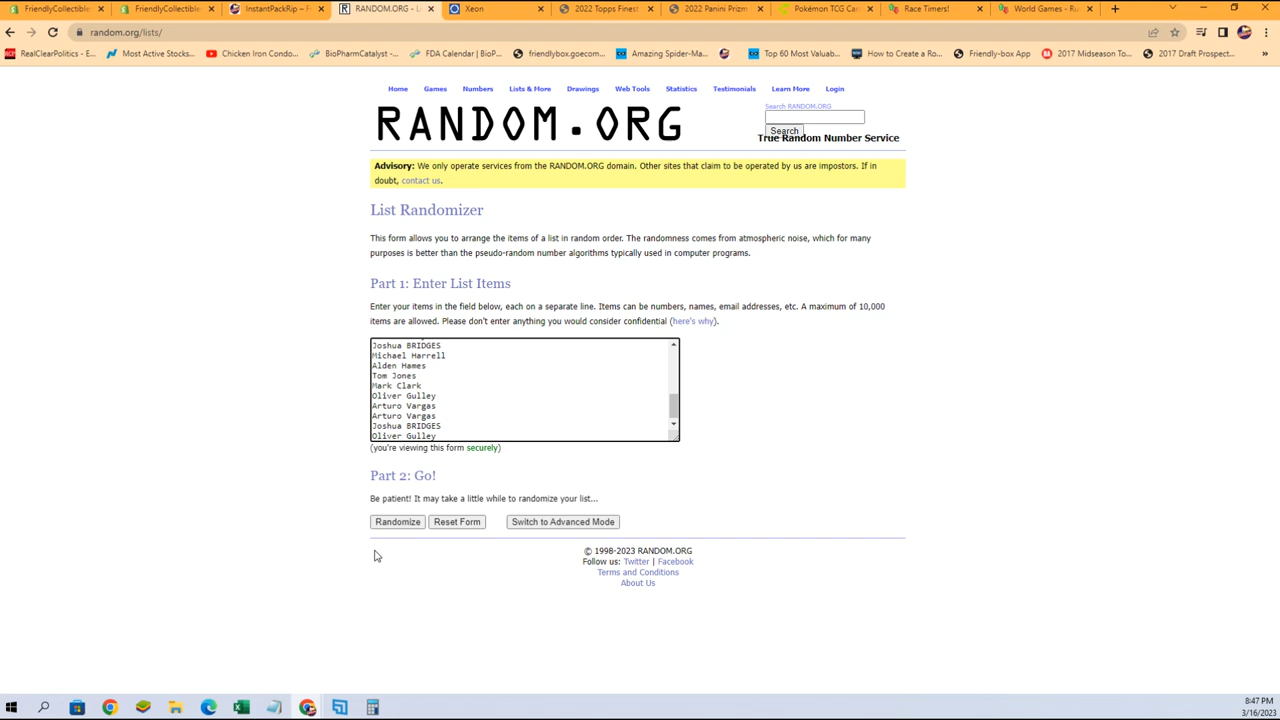 FriendlyCollectible
FriendlyCollectible
InstantPackRip – F
RANDOM.ORG - L
Xeon
2022 Topps Finest
2022 Panini Prizm
Pokémon TCG Car
Race Timers!
World Games - Ru
random.org/lists/
RealClearPolitics - E...
Most Active Stocks...
Chicken Iron Condo...
BioPharmCatalyst -...
FDA Calendar | BioP...
friendlybox.goecom...
Amazing Spider-Ma...
Top 60 Most Valuab...
How to Create a Ro...
Friendly-box App
2017 Midseason To...
2017 Draft Prospect...
Home Games Numbers Lists & More Drawings Web Tools Statistics Testimonials Learn More Login
Search RANDOM.ORG
RANDOM.ORG
Search
True Random Number Service
Advisory: We only operate services from the RANDOM.ORG domain. Other sites that claim to be operated by us are impostors. If in
doubt, contact us.
List Randomizer
This form allows you to arrange the items of a list in random order. The randomness comes from atmospheric noise, which for many
purposes is better than the pseudo-random number algorithms typically used in computer programs.
Part 1: Enter List Items
Enter your items in the field below, each on a separate line. Items can be numbers, names, email addresses, etc. A maximum of 10,000
items are allowed. Please don't enter anything you would consider confidential (here's why).
Joshua BRIDGES
Michael Harrell
Alden Hames
Tom Jones
Mark Clark
Oliver Gulley
Arturo Vargas
Arturo Vargas
Joshua BRIDGES
Oliver Gulley
(you're viewing this form securely)
Part 2: Go!
Be patient! It may take a little while to randomize your list...
Randomize Reset Form Switch to Advanced Mode
© 1998-2023 RANDOM.ORG
Follow us: Twitter | Facebook
Terms and Conditions
About Us
8:47 PM
3/16/2023